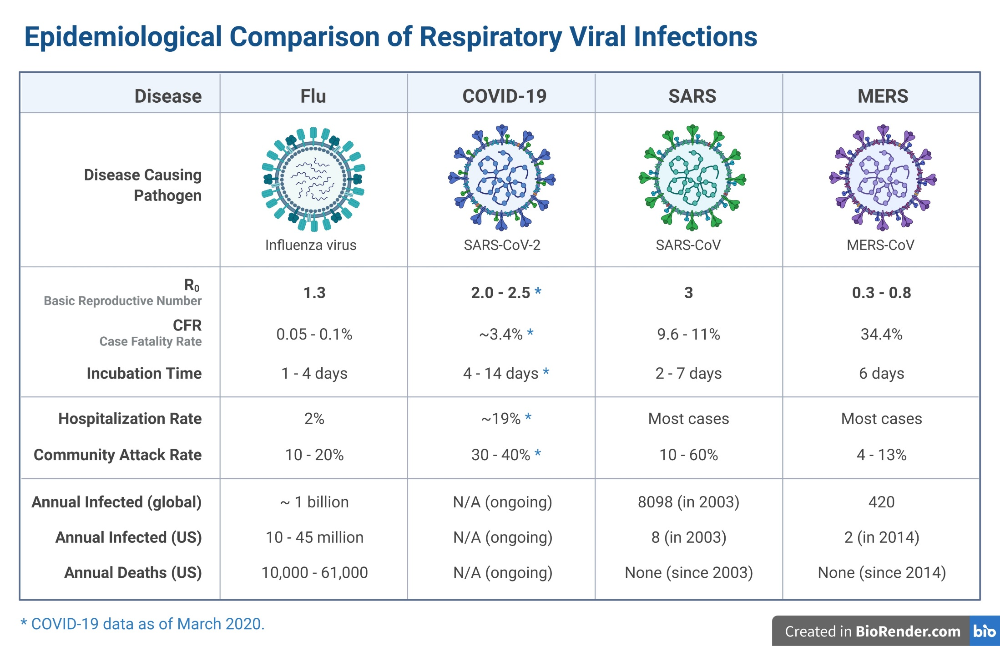 Epidemiological Comparison of Respiratory Viral Infections
Disease Flu COVID-19 SARS MERS
Disease Causing
Pathogen
Influenza virus SARS-CoV-2 SARS-CoV MERS-CoV
R₀
Basic Reproductive Number
1.3 2.0 - 2.5 * 3 0.3 - 0.8
CFR
Case Fatality Rate
0.05 - 0.1% ~3.4% * 9.6 - 11% 34.4%
Incubation Time 1 - 4 days 4 - 14 days * 2 - 7 days 6 days
Hospitalization Rate 2% ~19% * Most cases Most cases
Community Attack Rate 10 - 20% 30 - 40% * 10 - 60% 4 - 13%
Annual Infected (global) ~ 1 billion N/A (ongoing) 8098 (in 2003) 420
Annual Infected (US) 10 - 45 million N/A (ongoing) 8 (in 2003) 2 (in 2014)
Annual Deaths (US) 10,000 - 61,000 N/A (ongoing) None (since 2003) None (since 2014)
* COVID-19 data as of March 2020.
Created in BioRender.com bio